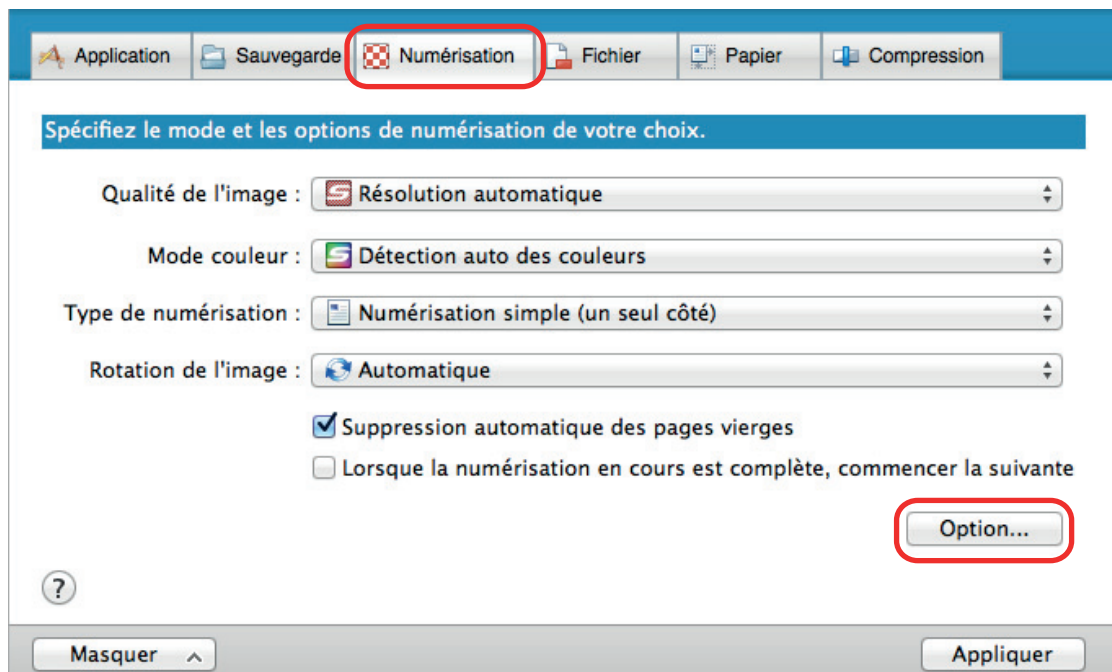 Application Sauvegarde Numérisation Fichier Papier Compression
Spécifiez le mode et les options de numérisation de votre choix.
Qualité de l'image : Résolution automatique
Mode couleur : Détection auto des couleurs
Type de numérisation : Numérisation simple (un seul côté)
Rotation de l'image : Automatique
Suppression automatique des pages vierges
Lorsque la numérisation en cours est complète, commencer la suivante
Option...
?
Masquer Appliquer